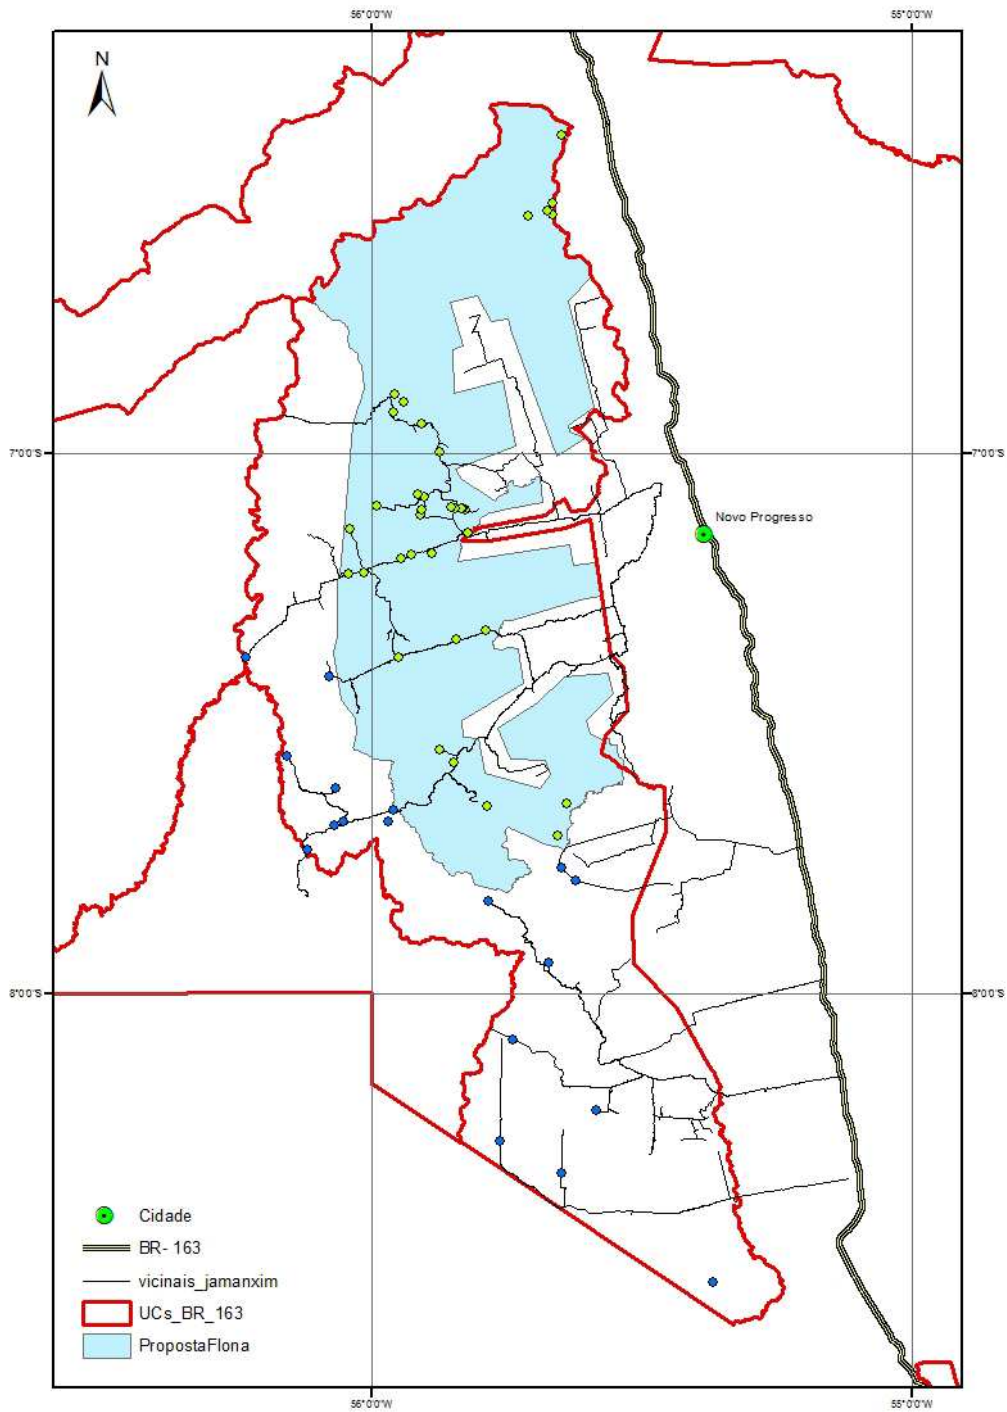 56°0'0"W
55°0'0"W
N
7°0'0"S
7°0'0"S
Novo Progresso
8°0'0"S
8°0'0"S
Cidade
BR- 163
vicinais_jamanxim
UCs_BR_163
PropostaFlona
56°0'0"W
55°0'0"W